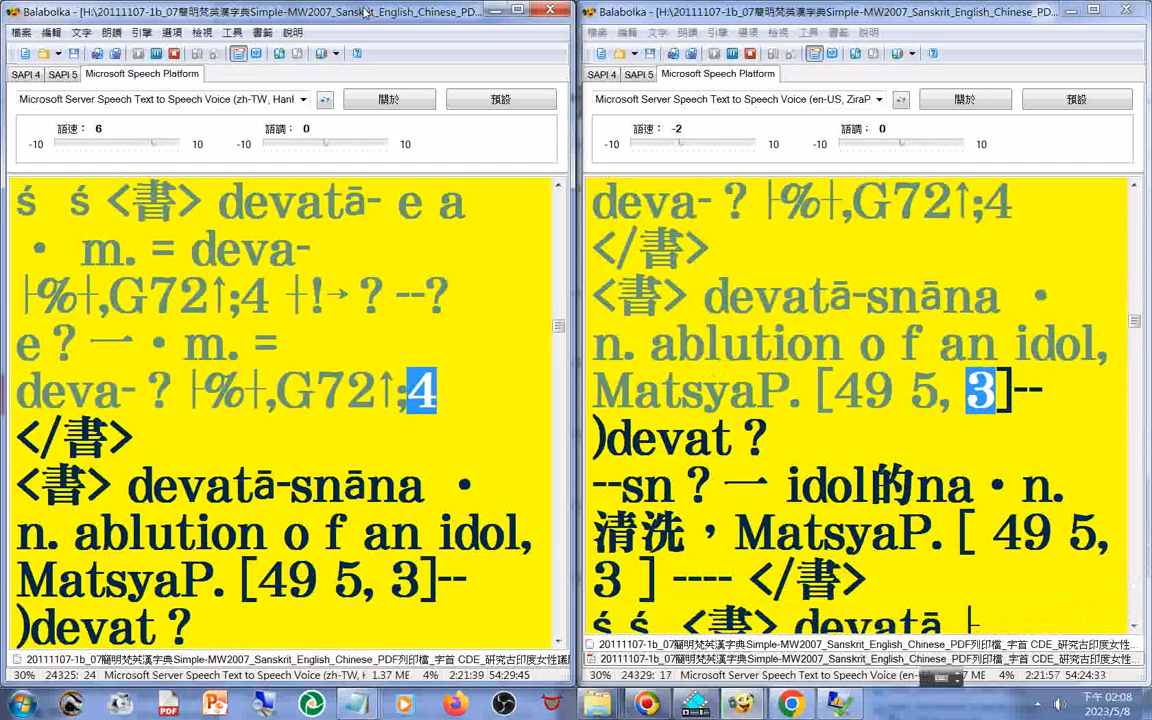 Balabolka - [H:\20111107-1b_07簡明梵英漢字典Simple-MW2007_Sanskrit_English_Chinese_PD...
檔案 編輯 文字 朗讀 引擎 選項 檢視 工具 書籤 說明
SAPI 4 SAPI 5 Microsoft Speech Platform
Microsoft Server Speech Text to Speech Voice (zh-TW, Hanl
關於 預設
語速： 6 語調： 0
-10 10 -10 10
ś ś <書> devatā- e a
• m. = deva-
├%┼,G72↑;4 ┼!→ ? --?
e ? 一 • m. =
deva- ? ├%┼,G72↑;4
</書>
<書> devatā-snāna •
n. ablution o f an idol,
MatsyaP. [49 5, 3]--
)devat ?
20111107-1b_07簡明梵英漢字典Simple-MW2007_Sanskrit_English_Chinese_PDF列印檔_字首 CDE_研究古印度女性議
30% 24325: 24 Microsoft Server Speech Text to Speech Voice (zh-TW, H 1.37 ME 4% 2:21:39 54:29:45
Balabolka - [H:\20111107-1b_07簡明梵英漢字典Simple-MW2007_Sanskrit_English_Chinese_PD...
檔案 編輯 文字 朗讀 引擎 選項 檢視 工具 書籤 說明
SAPI 4 SAPI 5 Microsoft Speech Platform
Microsoft Server Speech Text to Speech Voice (en-US, ZiraP
關於 預設
語速： -2 語調： 0
-10 10 -10 10
deva- ? ├%┼,G72↑;4
</書>
<書> devatā-snāna •
n. ablution o f an idol,
MatsyaP. [49 5, 3]--
)devat ?
--sn ? 一 idol的na • n.
清洗，MatsyaP. [ 49 5,
3 ] ---- </書>
ś ś <書> devatā ├
20111107-1b_07簡明梵英漢字典Simple-MW2007_Sanskrit_English_Chinese_PDF列印檔_字首 CDE_研究古印度女性
20111107-1b_07簡明梵英漢字典Simple-MW2007_Sanskrit_English_Chinese_PDF列印檔_字首 CDE_研究古印度女性
30% 24329: 17 Microsoft Server Speech Text to Speech ME 4% 2:21:57 54:24:33
下午 02:08
2023/5/8